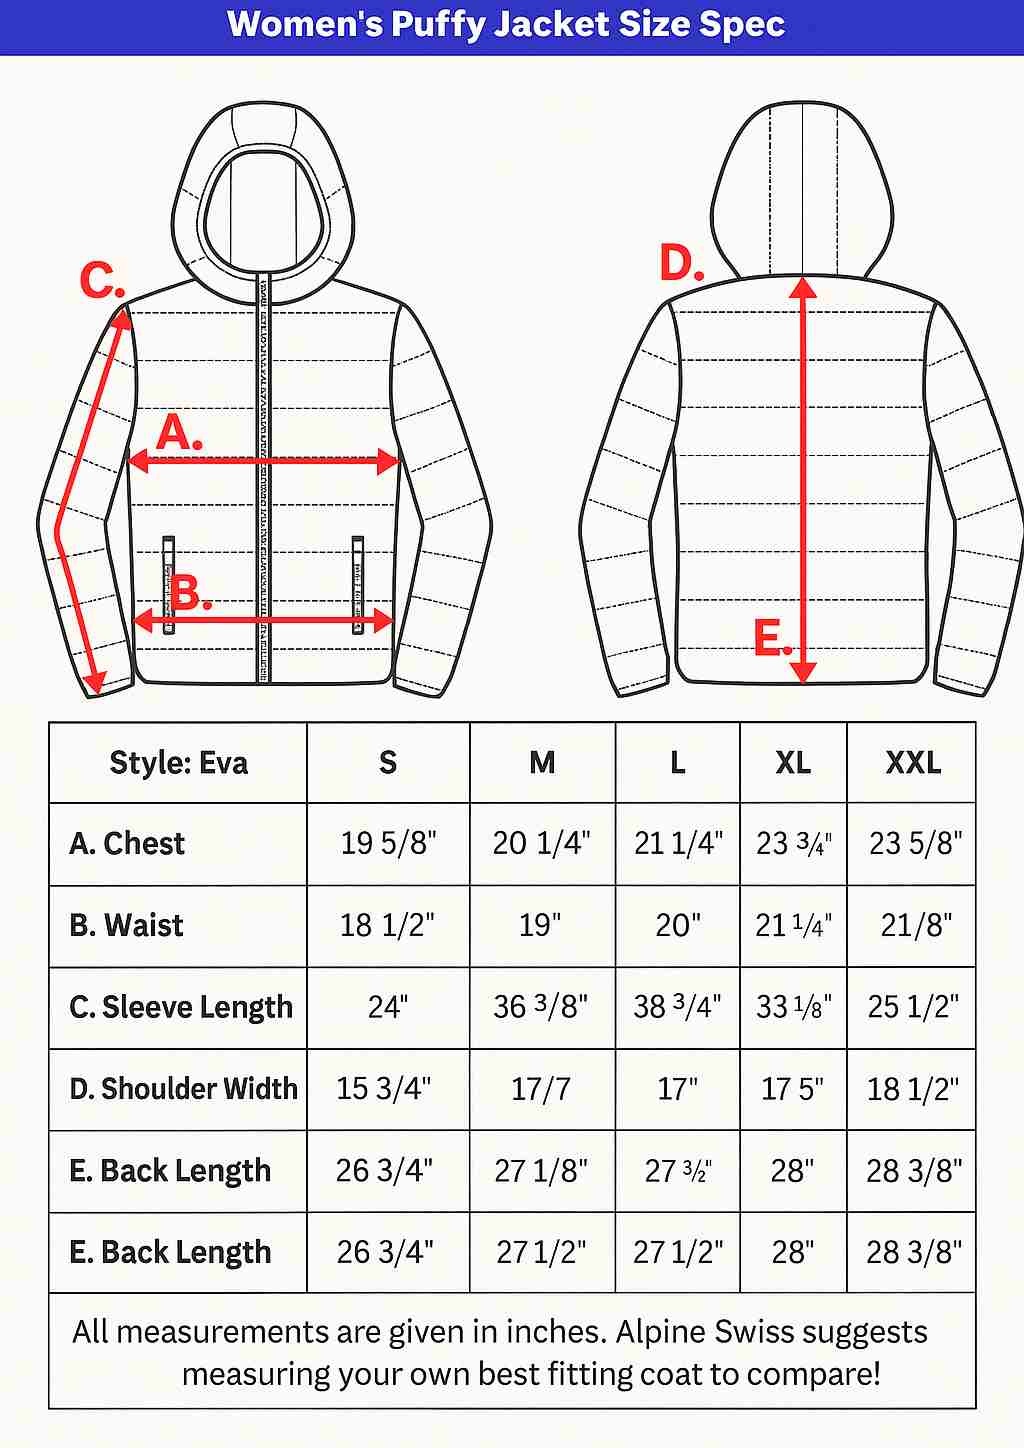 Women's Puffy Jacket Size Spec
C.
D.
A.
B.
E.
Style: Eva S M L XL XXL
A. Chest 19 5/8" 20 1/4" 21 1/4" 23 ¾" 23 5/8"
B. Waist 18 1/2" 19" 20" 21 ¼" 21/8"
C. Sleeve Length 24" 36 3/8" 38 3/4" 33 ⅛" 25 1/2"
D. Shoulder Width 15 3/4" 17/7 17" 17 5" 18 1/2"
E. Back Length 26 3/4" 27 1/8" 27 3⁄2" 28" 28 3/8"
E. Back Length 26 3/4" 27 1/2" 27 1/2" 28" 28 3/8"
All measurements are given in inches. Alpine Swiss suggests
measuring your own best fitting coat to compare!